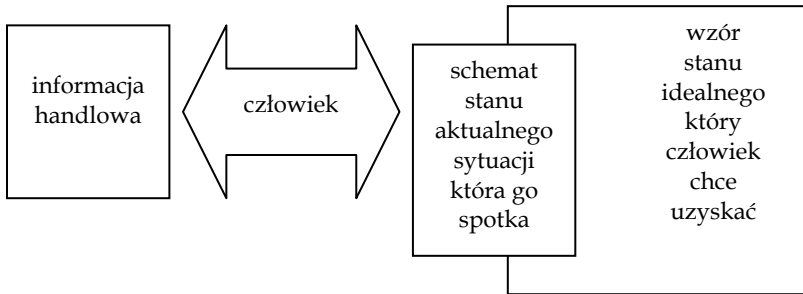 informacja
handlowa
człowiek
schemat
stanu
aktualnego
sytuacji
która go
spotka
wzór
stanu
idealnego
który
człowiek
chce
uzyskać